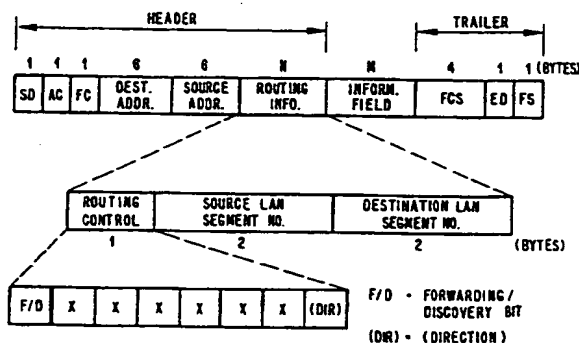 HEADER
TRAILER
1 1 1 6 6 N M 4 1 1 (BYTES)
SD AC FC DEST. ADDR. SOURCE ADDR. ROUTING INFO. INFORM. FIELD FCS ED FS
ROUTING CONTROL SOURCE LAN SEGMENT NO. DESTINATION LAN SEGMENT NO.
1 2 2 (BYTES)
F/D X X X X X X (DIR)
F/D - FORWARDING/
DISCOVERY BIT
(DIR) = (DIRECTION)